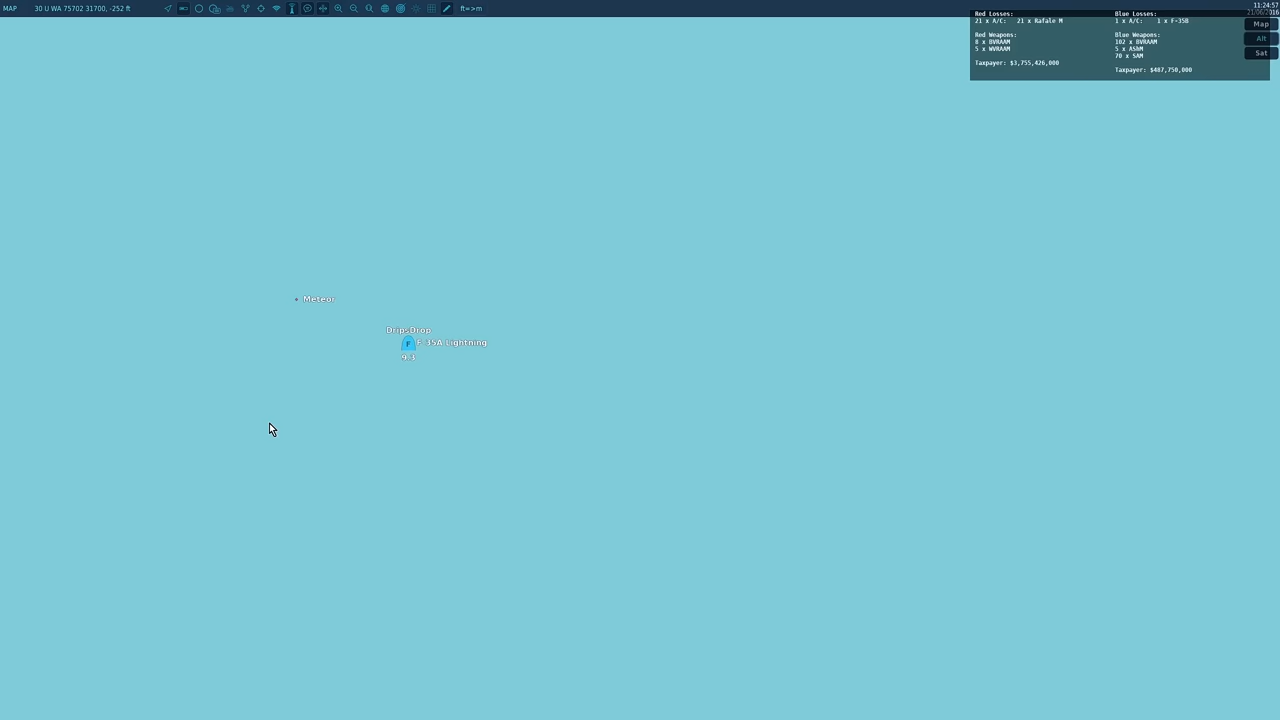 MAP 30 U WA 75702 31700, -252 ft ft=>m 11:24:57
Red Losses:
21 x A/C: 21 x Rafale M
Red Weapons:
8 x BVRAAM
5 x WVRAAM
Taxpayer: $3,755,426,000
Blue Losses:
1 x A/C: 1 x F-35B
Blue Weapons:
102 x BVRAAM
5 x AShM
70 x SAM
Taxpayer: $487,750,000
Map
Alt
Sat
Meteor
DripsDrop
F F-35A Lightning
9.3